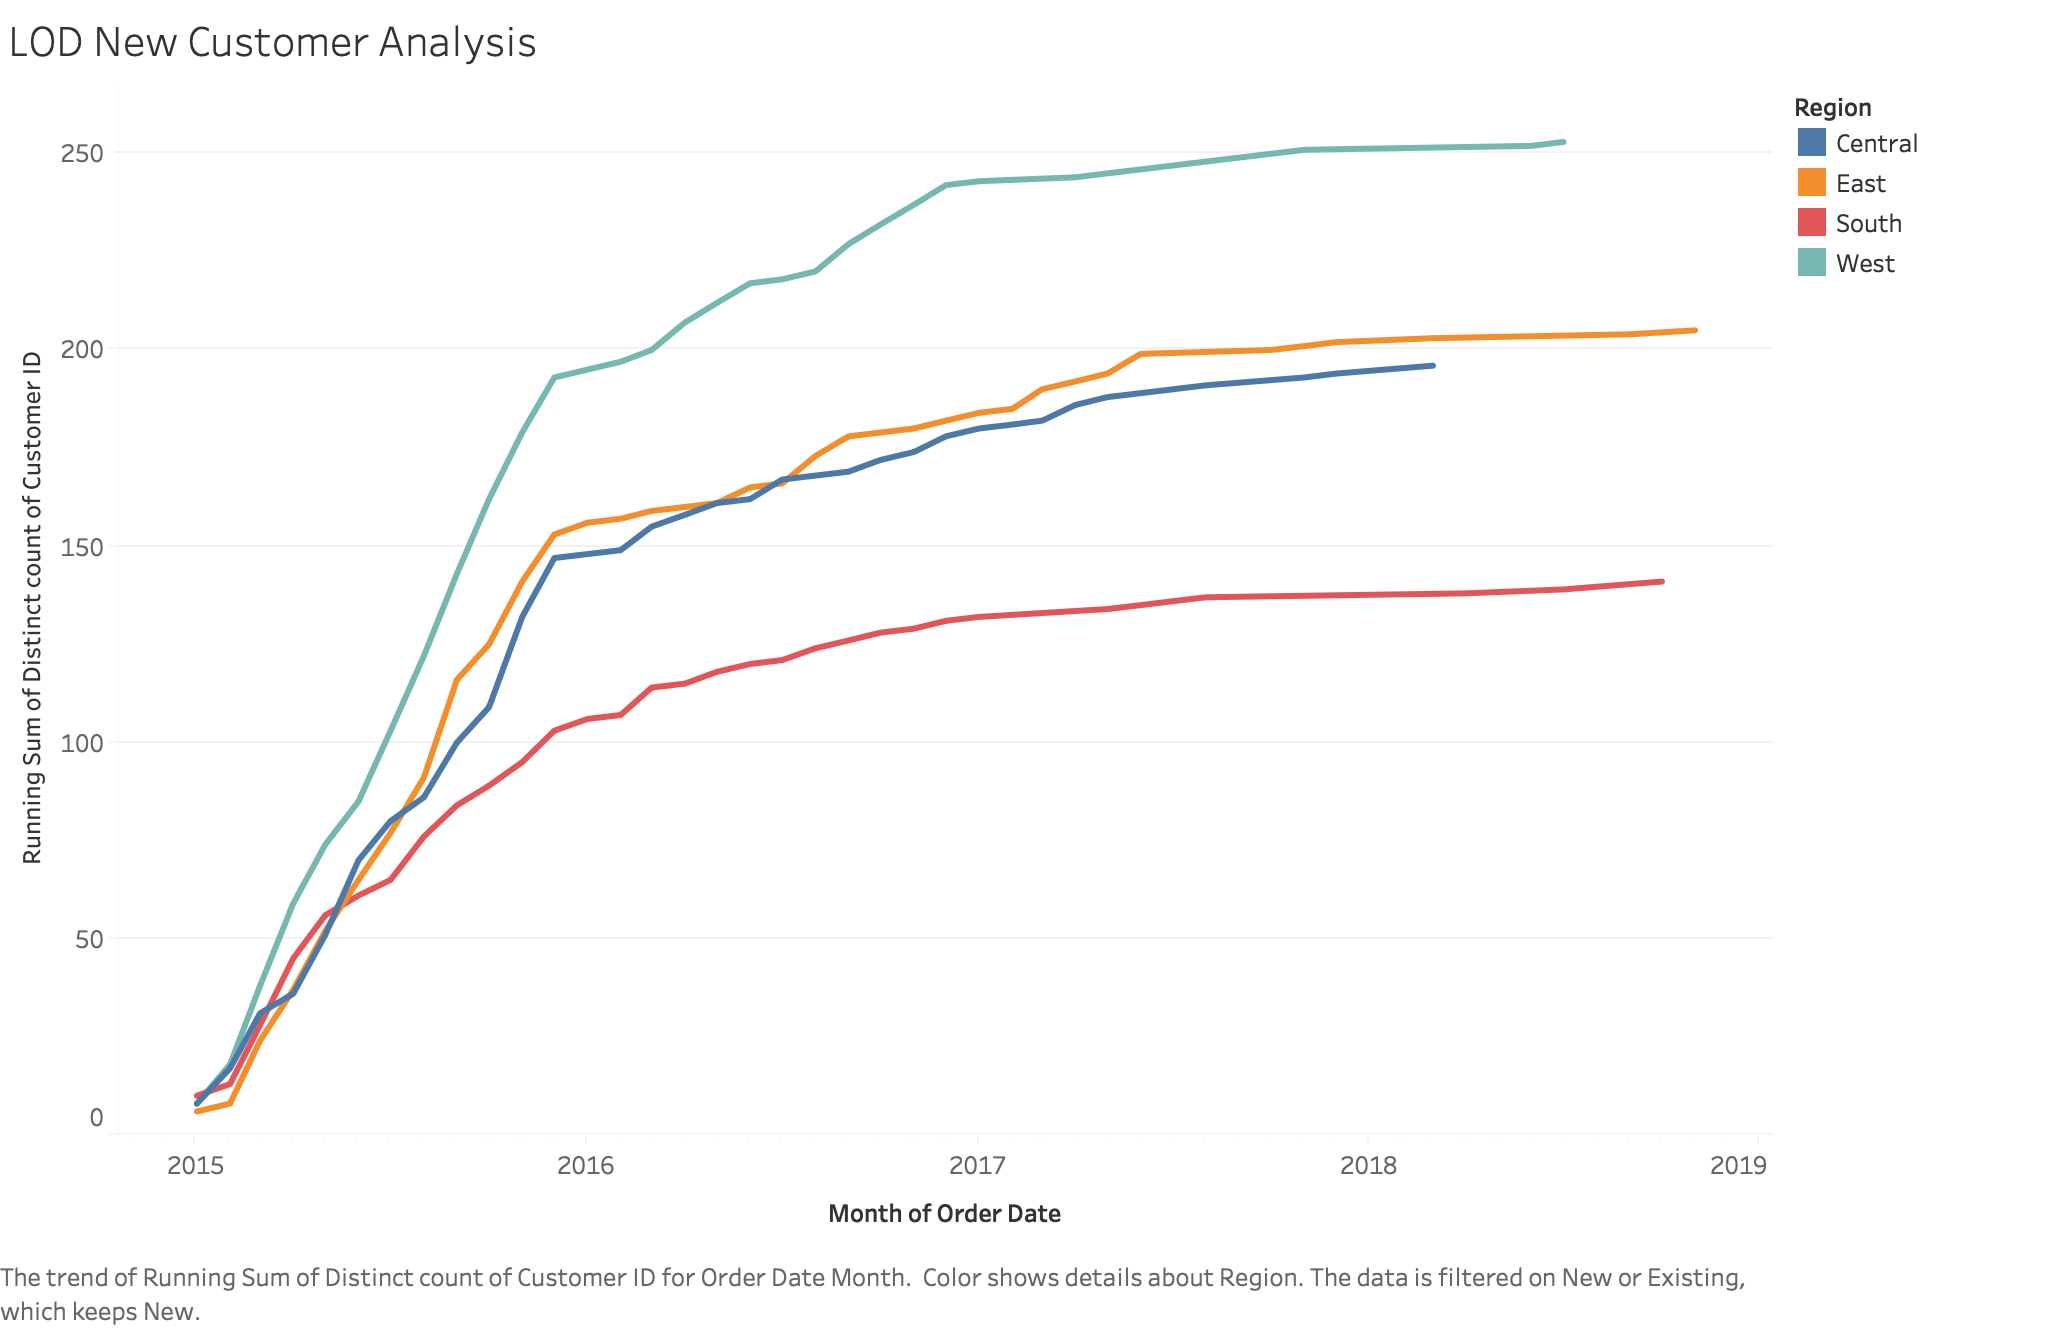 LOD New Customer Analysis
Region
Central
East
South
West
Running Sum of Distinct count of Customer ID
250
200
150
100
50
0
2015 2016 2017 2018 2019
Month of Order Date
The trend of Running Sum of Distinct count of Customer ID for Order Date Month.  Color shows details about Region. The data is filtered on New or Existing,
which keeps New.